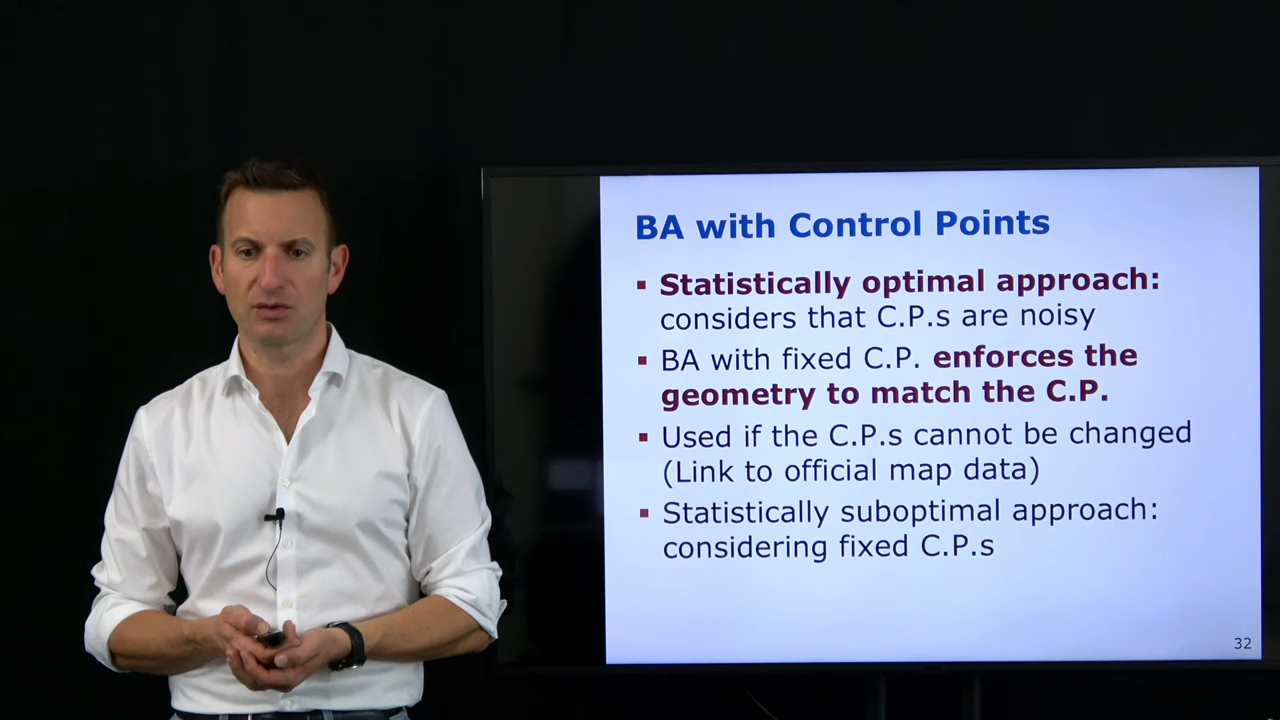 BA with Control Points
▪ Statistically optimal approach:
considers that C.P.s are noisy
▪ BA with fixed C.P. enforces the
geometry to match the C.P.
▪ Used if the C.P.s cannot be changed
(Link to official map data)
▪ Statistically suboptimal approach:
considering fixed C.P.s
32